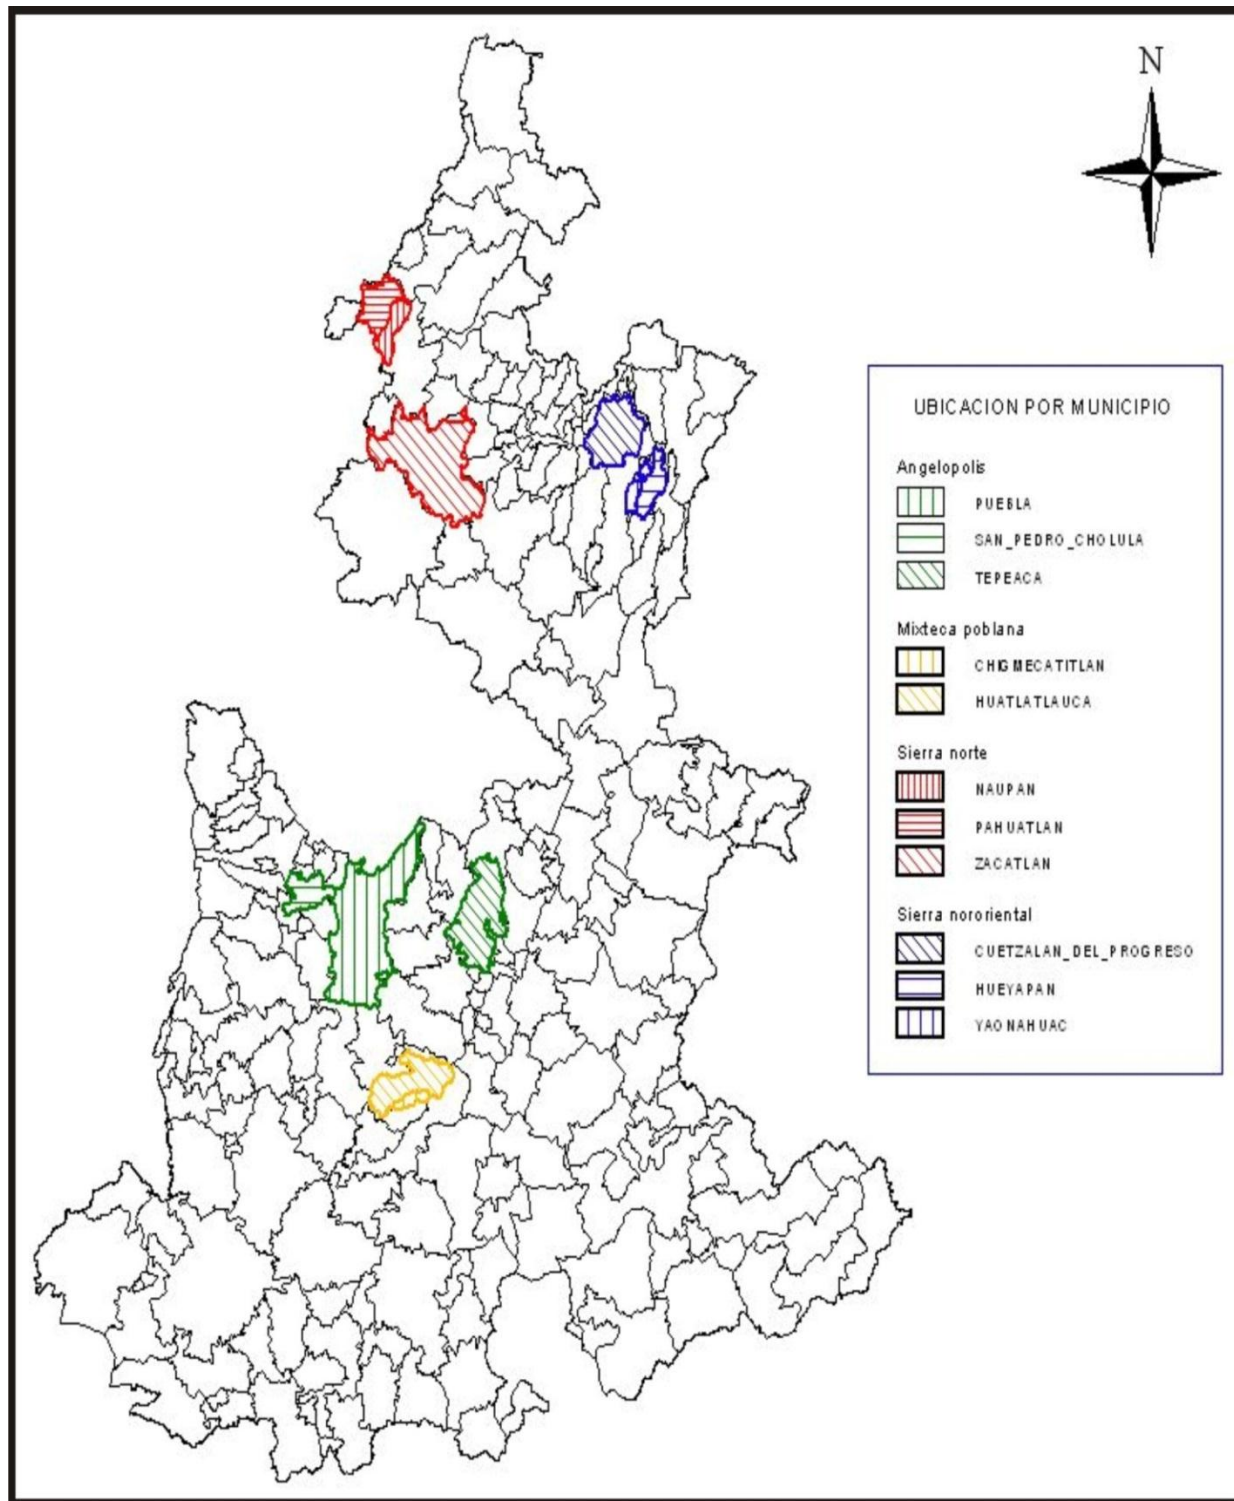 N
UBICACION POR MUNICIPIO
Angelopolis
PUEBLA
SAN_PEDRO_CHOLULA
TEPEACA
Mixteca poblana
CHIGMECATITLAN
HUATLATLAUCA
Sierra norte
NAUPAN
PAHUATLAN
ZACATLAN
Sierra nororiental
CUETZALAN_DEL_PROGRESO
HUEYAPAN
YAONAHUAC